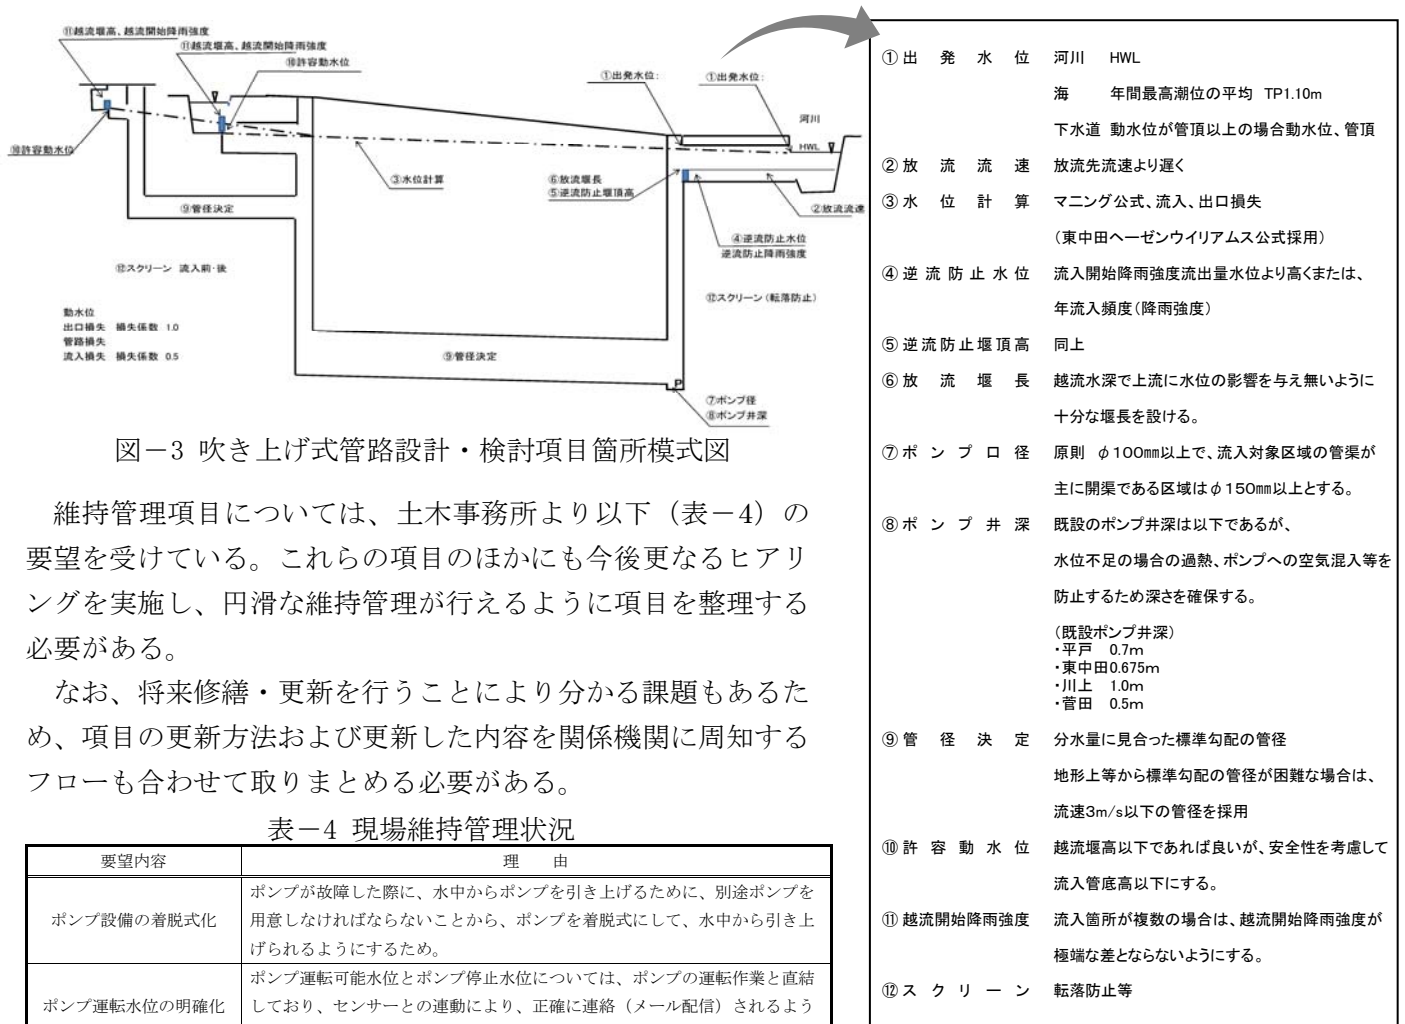 ⑪越流堰高、越流開始降雨強度
⑪越流堰高、越流開始降雨強度
⑩許容動水位
①出発水位:
①出発水位:
河川
HWL
⑩許容動水位
③水位計算
⑥放流堰長
⑤逆流防止堰頂高
⑨管径決定
②放流流速
④逆流防止水位
逆流防止降雨強度
⑫スクリーン 流入前・後
⑫スクリーン(転落防止)
動水位
出口損失 損失係数 1.0
管路損失
流入損失 損失係数 0.5
⑨管径決定
P
⑦ポンプ径
⑧ポンプ井深
図-3 吹き上げ式管路設計・検討項目箇所模式図
維持管理項目については、土木事務所より以下(表-4)の
要望を受けている。これらの項目のほかにも今後更なるヒアリ
ングを実施し、円滑な維持管理が行えるように項目を整理する
必要がある。
なお、将来修繕・更新を行うことにより分かる課題もあるた
め、項目の更新方法および更新した内容を関係機関に周知する
フローも合わせて取りまとめる必要がある。
表-4 現場維持管理状況
要望内容 理 由
ポンプ設備の着脱式化
ポンプが故障した際に、水中からポンプを引き上げるために、別途ポンプを
用意しなければならないことから、ポンプを着脱式にして、水中から引き上
げられるようにするため。
ポンプ運転水位の明確化
ポンプ運転可能水位とポンプ停止水位については、ポンプの運転作業と直結
しており、センサーとの連動により、正確に連絡(メール配信)されるよう
①出発水位 河川 HWL
海 年間最高潮位の平均 TP1.10m
下水道 動水位が管頂以上の場合動水位、管頂
②放流流速 放流先流速より遅く
③水位計算 マニング公式、流入、出口損失
(東中田ヘーゼンウイリアムス公式採用)
④逆流防止水位 流入開始降雨強度流出量水位より高くまたは、
年流入頻度(降雨強度)
⑤逆流防止堰頂高 同上
⑥放流堰長 越流水深で上流に水位の影響を与え無いように
十分な堰長を設ける。
⑦ポンプ口径 原則 φ100㎜以上で、流入対象区域の管渠が
主に開渠である区域はφ150㎜以上とする。
⑧ポンプ井深 既設のポンプ井深は以下であるが、
水位不足の場合の過熱、ポンプへの空気混入等を
防止するため深さを確保する。
(既設ポンプ井深)
・平戸 0.7m
・東中田0.675m
・川上 1.0m
・菅田 0.5m
⑨管径決定 分水量に見合った標準勾配の管径
地形上等から標準勾配の管径が困難な場合は、
流速3m/s以下の管径を採用
⑩許容動水位 越流堰高以下であれば良いが、安全性を考慮して
流入管底高以下にする。
⑪越流開始降雨強度 流入箇所が複数の場合は、越流開始降雨強度が
極端な差とならないようにする。
⑫スクリーン 転落防止等